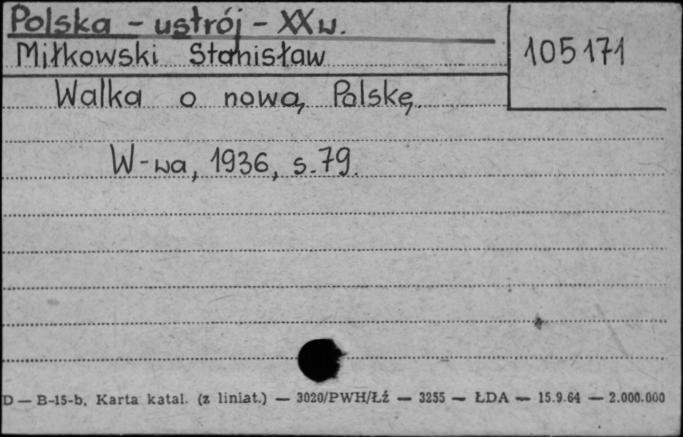 Polska - ustrój - XX w.
Miłkowski Stanisław
105171
Walka o nową Polskę.
W-wa, 1936, s. 79.
D — B-15-b. Karta katal. (z liniat.) — 3020/PWH/Łź — 3255 — ŁDA — 15.9.64 — 2.000.000